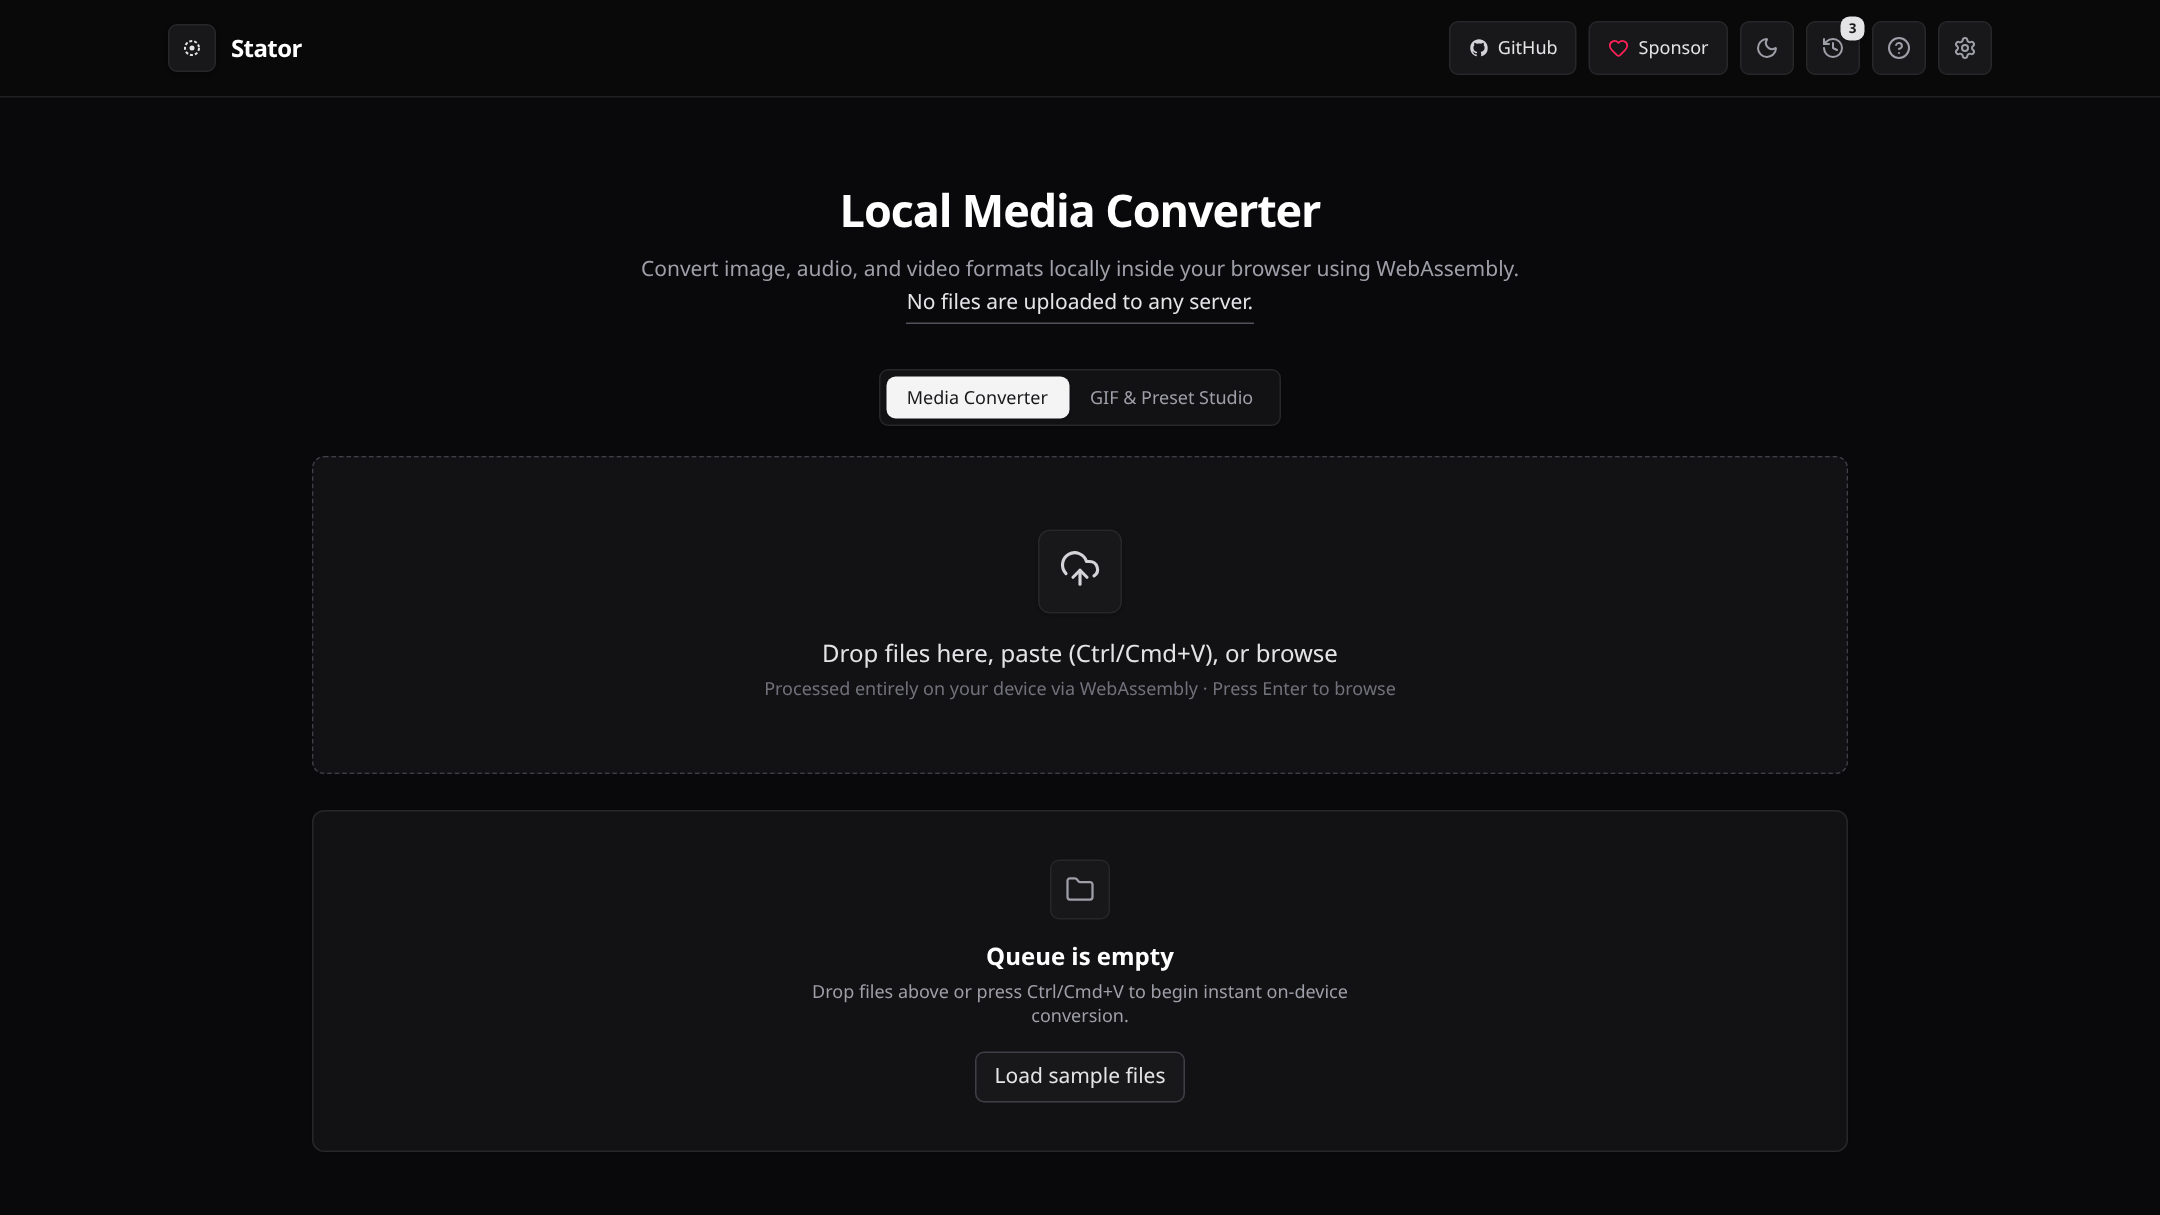 Stator
GitHub
Sponsor
3
Local Media Converter
Convert image, audio, and video formats locally inside your browser using WebAssembly.
No files are uploaded to any server.
Media Converter
GIF & Preset Studio
Drop files here, paste (Ctrl/Cmd+V), or browse
Processed entirely on your device via WebAssembly · Press Enter to browse
Queue is empty
Drop files above or press Ctrl/Cmd+V to begin instant on-device
conversion.
Load sample files